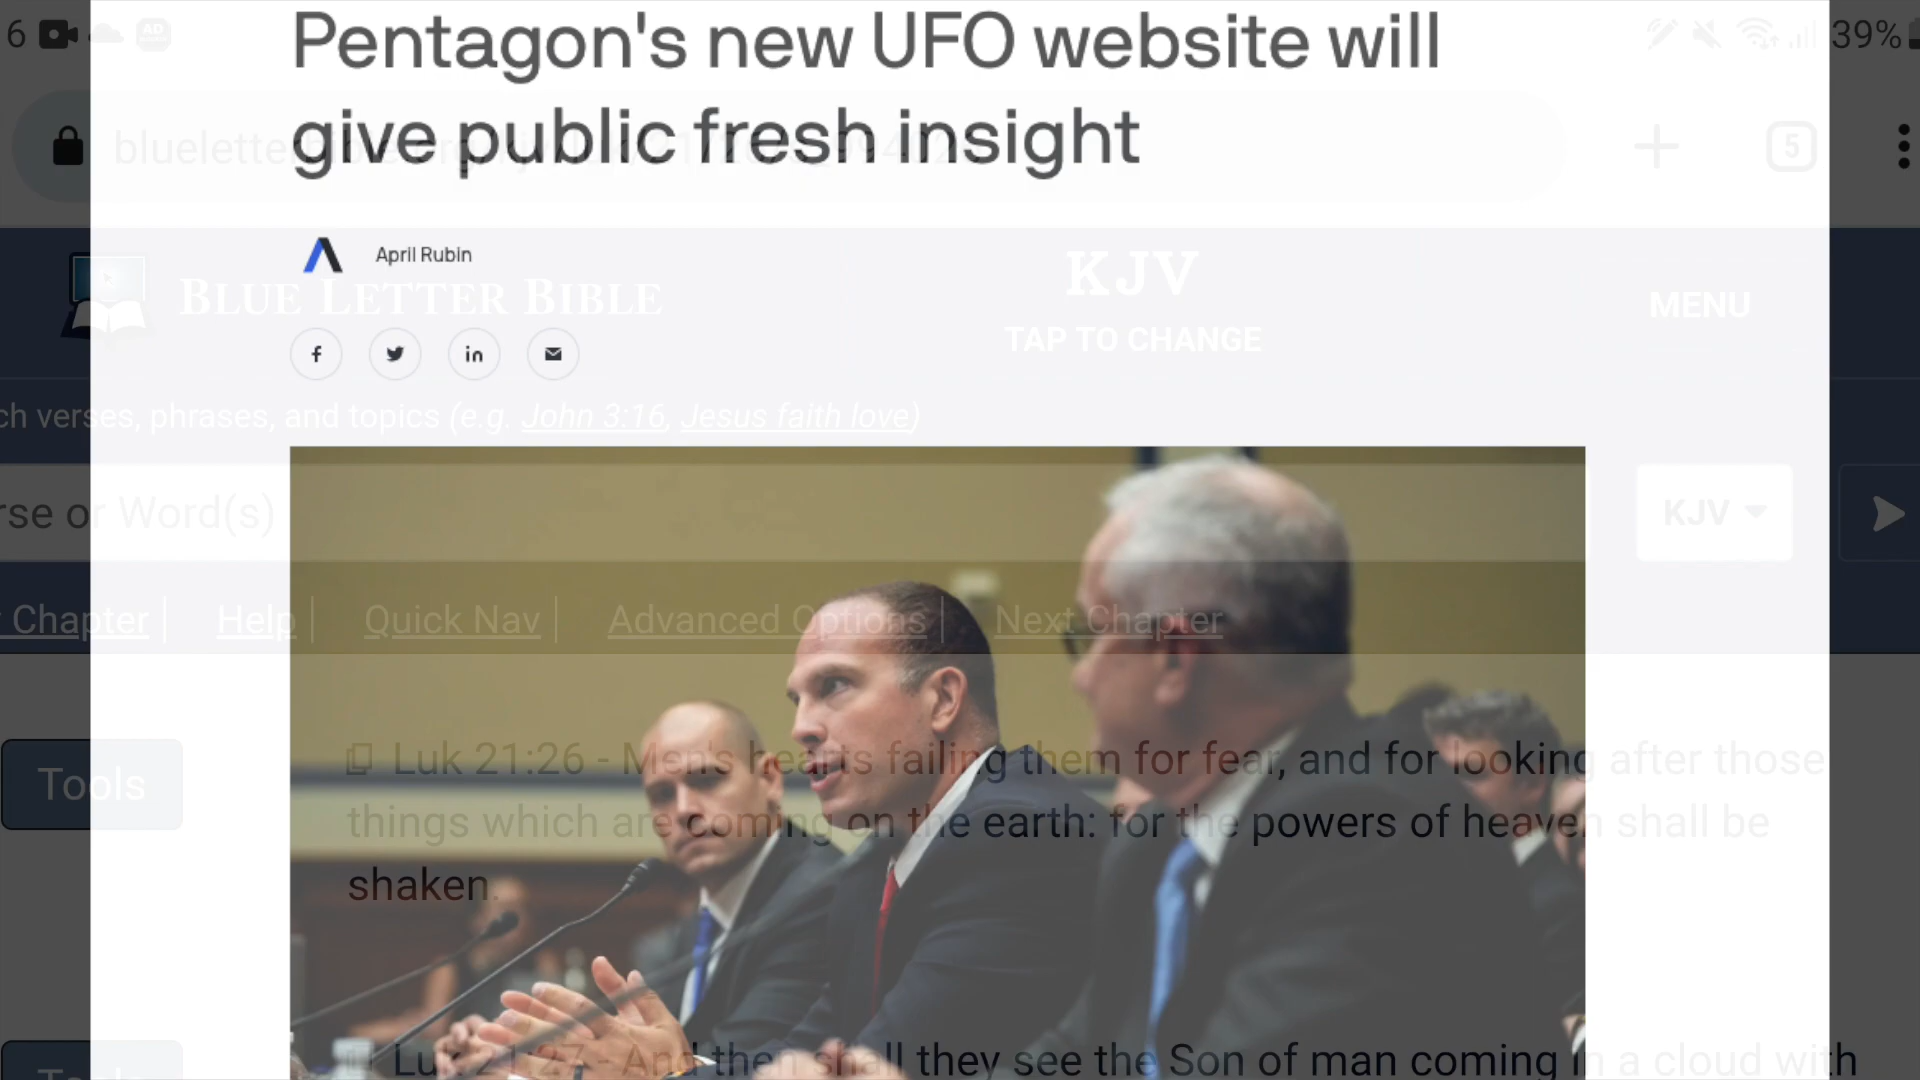 Pentagon's new UFO website will
give public fresh insight
6
AD
39%
5
April Rubin
BLUE LETTER BIBLE
KJV
TAP TO CHANGE
MENU
ch verses, phrases, and topics (e.g. John 3:16, Jesus faith love)
rse or Word(s)
KJV
Chapter | Help | Quick Nav | Advanced Options | Next Chapter
Tools
Luk 21:26 - Men's hearts failing them for fear, and for looking after those
things which are coming on the earth: for the powers of heaven shall be
shaken.
Luk 21:27 - And then shall they see the Son of man coming in a cloud with